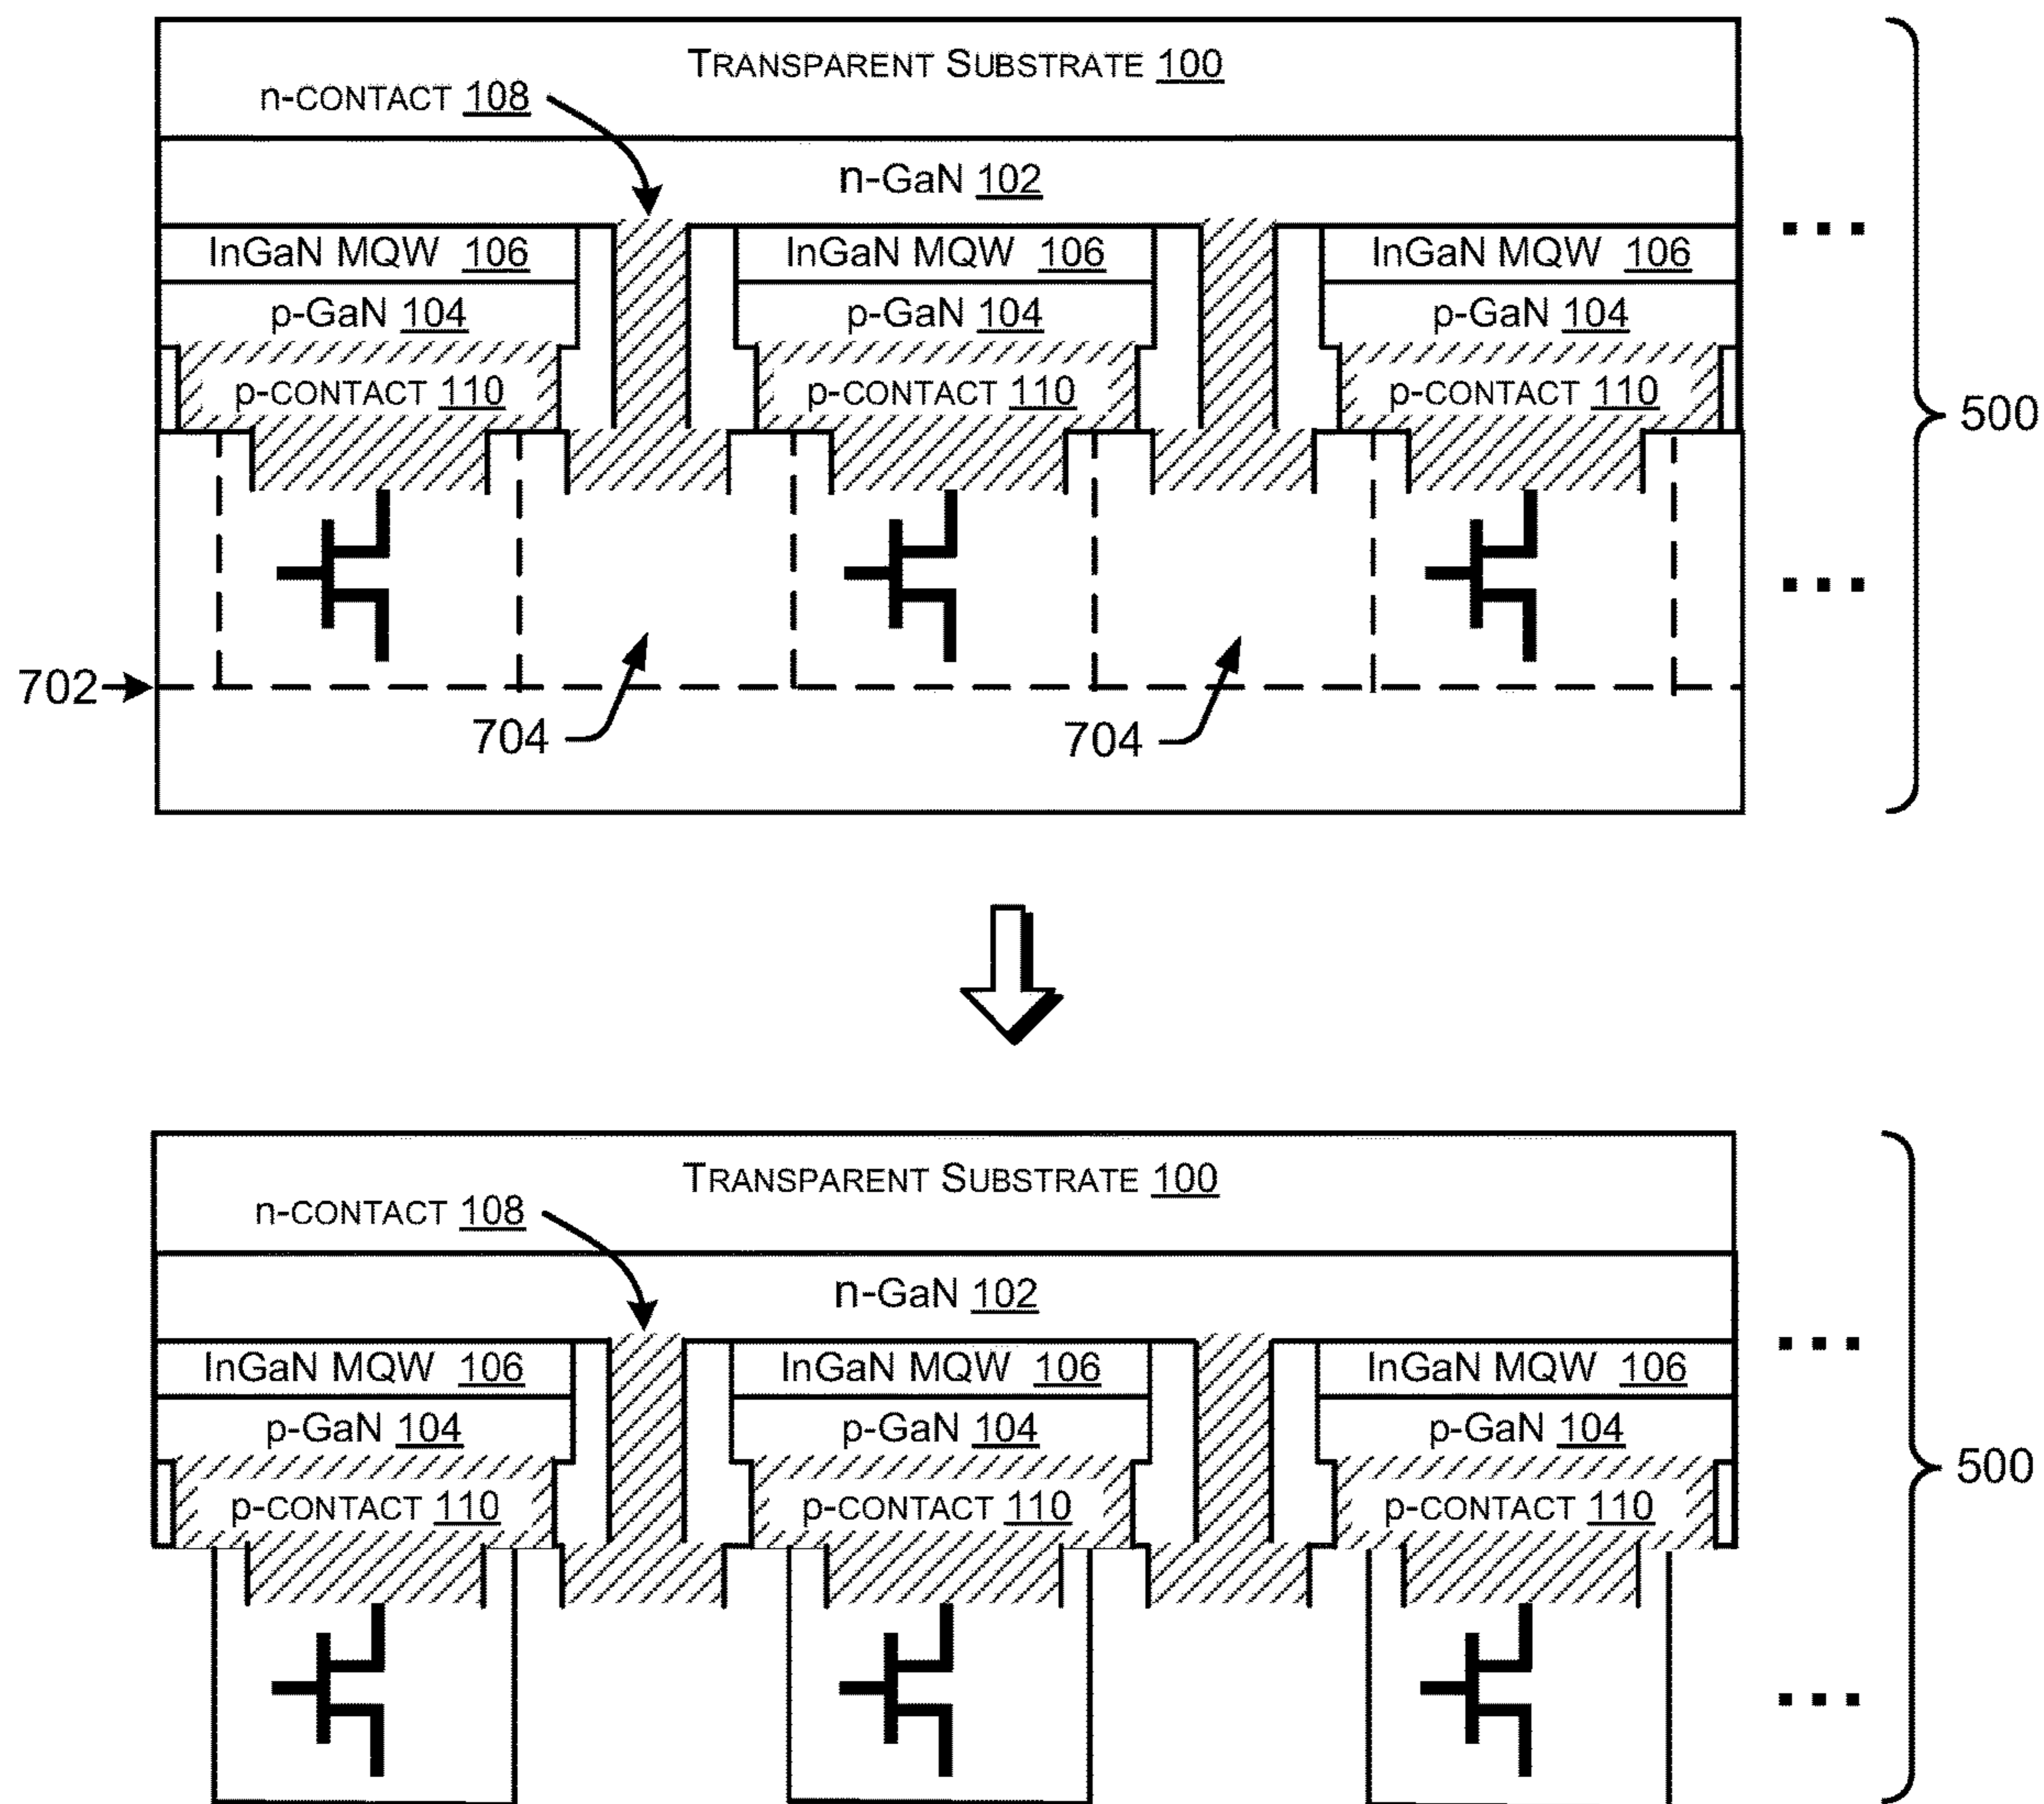 TRANSPARENT SUBSTRATE 100
n-CONTACT 108
n-GaN 102
InGaN MQW 106 InGaN MQW 106 InGaN MQW 106
p-GaN 104 p-GaN 104 p-GaN 104
p-CONTACT 110 p-CONTACT 110 p-CONTACT 110
500
702
704 704
TRANSPARENT SUBSTRATE 100
n-CONTACT 108
n-GaN 102
InGaN MQW 106 InGaN MQW 106 InGaN MQW 106
p-GaN 104 p-GaN 104 p-GaN 104
p-CONTACT 110 p-CONTACT 110 p-CONTACT 110
500